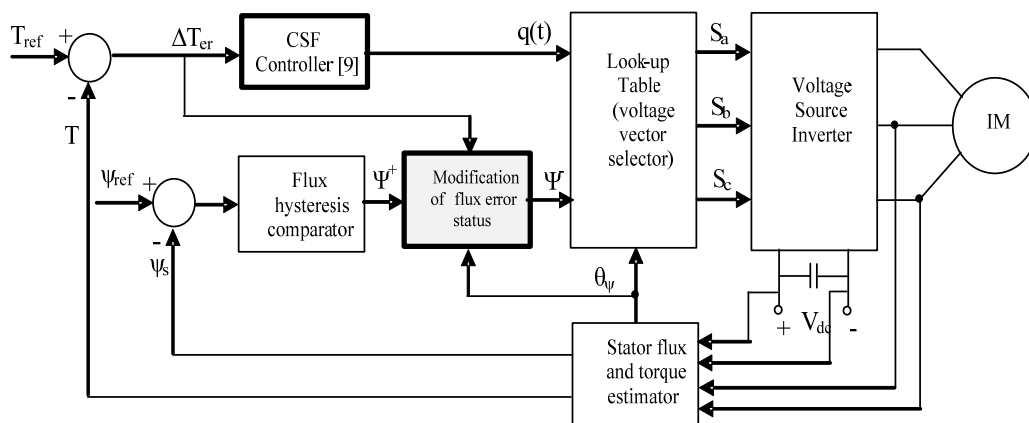 T_ref
+
ΔT_er
CSF
Controller [9]
q(t)
Look-up
Table
(voltage
vector
selector)
S_a
S_b
S_c
Voltage
Source
Inverter
IM
-
T
ψ_ref
+
-
ψ_s
Flux
hysteresis
comparator
Ψ⁺
Modification
of flux error
status
Ψ⁻
θ_ψ
+
V_dc
-
Stator flux
and torque
estimator